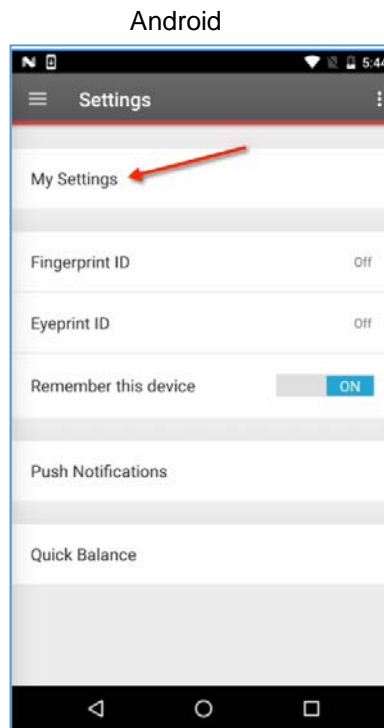 Android
5:44
Settings
My Settings
Fingerprint ID Off
Eyeprint ID Off
Remember this device ON
Push Notifications
Quick Balance